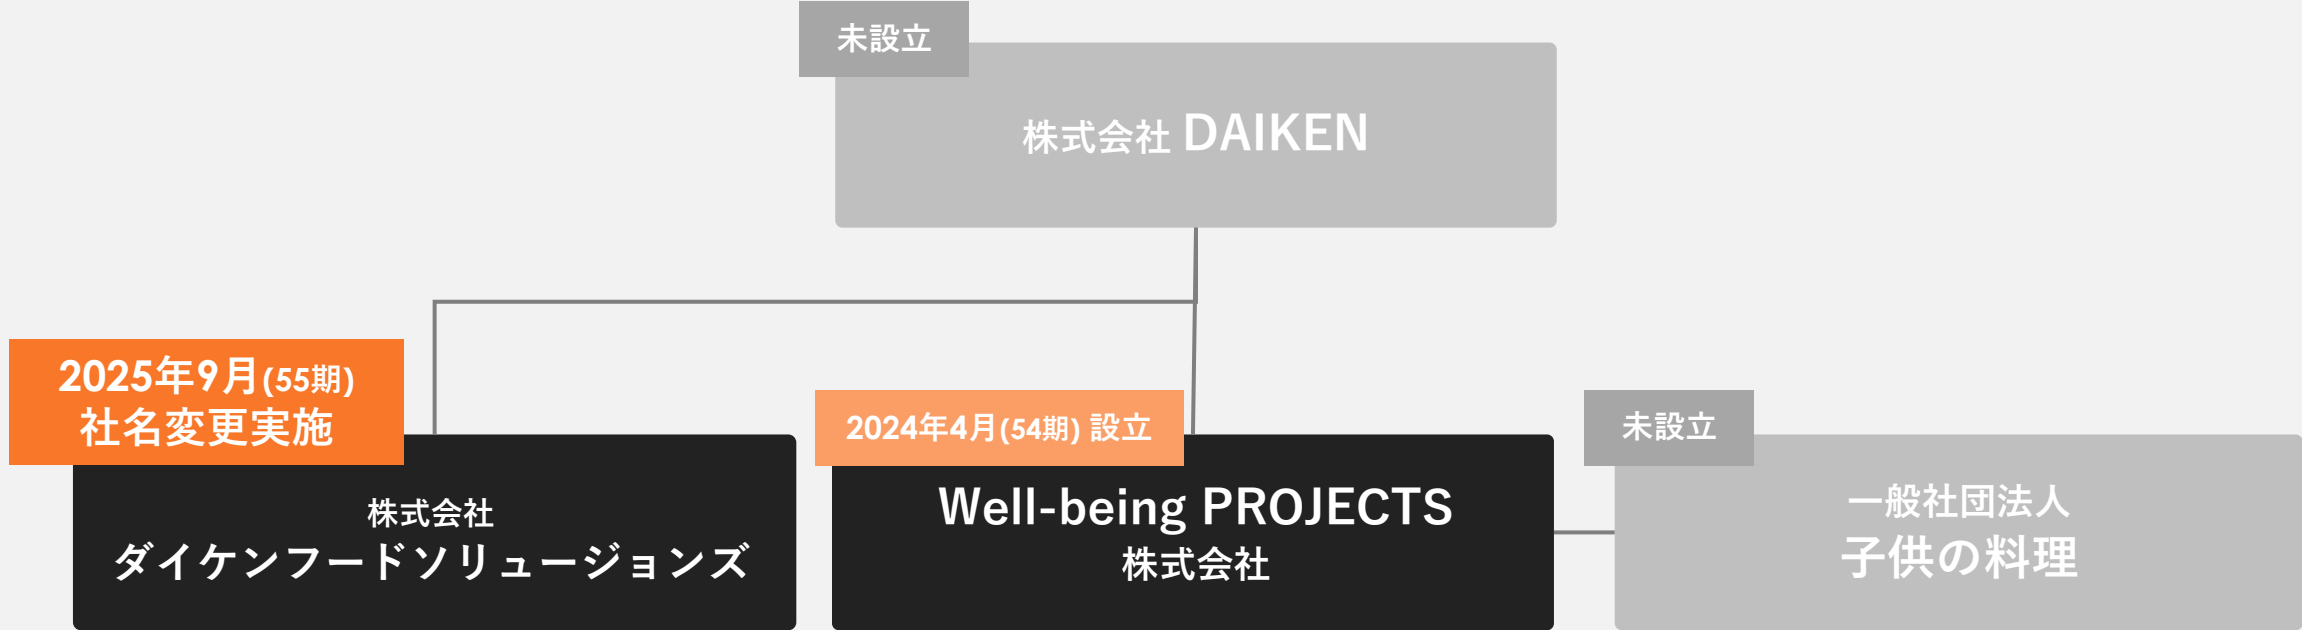 未設立
株式会社 DAIKEN
2025年9月(55期)
社名変更実施
株式会社
ダイケンフードソリューションズ
2024年4月(54期) 設立
Well-being PROJECTS
株式会社
未設立
一般社団法人
子供の料理